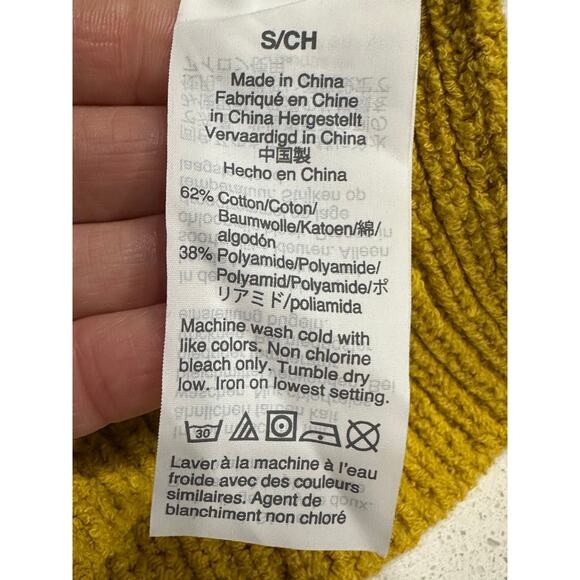 S/CH
Made in China
Fabriqué en Chine
in China Hergestellt
Vervaardigd in China
中国製
Hecho en China
62% Cotton/Coton/
Baumwolle/Katoen/綿/
algodón
38% Polyamide/Polyamide/
Polyamid/Polyamide/ポ
リアミド/poliamida
Machine wash cold with
like colors. Non chlorine
bleach only. Tumble dry
low. Iron on lowest setting.
30
Laver à la machine à l'eau
froide avec des couleurs
similaires. Agent de
blanchiment non chloré